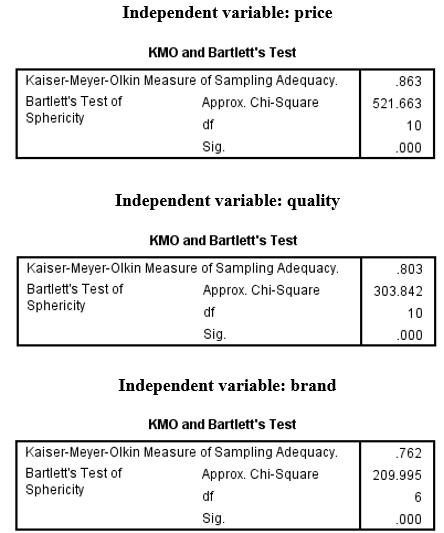 Independent variable: price
KMO and Bartlett's Test
Kaiser-Meyer-Olkin Measure of Sampling Adequacy. .863
Bartlett's Test of Sphericity Approx. Chi-Square 521.663
df 10
Sig. .000
Independent variable: quality
KMO and Bartlett's Test
Kaiser-Meyer-Olkin Measure of Sampling Adequacy. .803
Bartlett's Test of Sphericity Approx. Chi-Square 303.842
df 10
Sig. .000
Independent variable: brand
KMO and Bartlett's Test
Kaiser-Meyer-Olkin Measure of Sampling Adequacy. .762
Bartlett's Test of Sphericity Approx. Chi-Square 209.995
df 6
Sig. .000